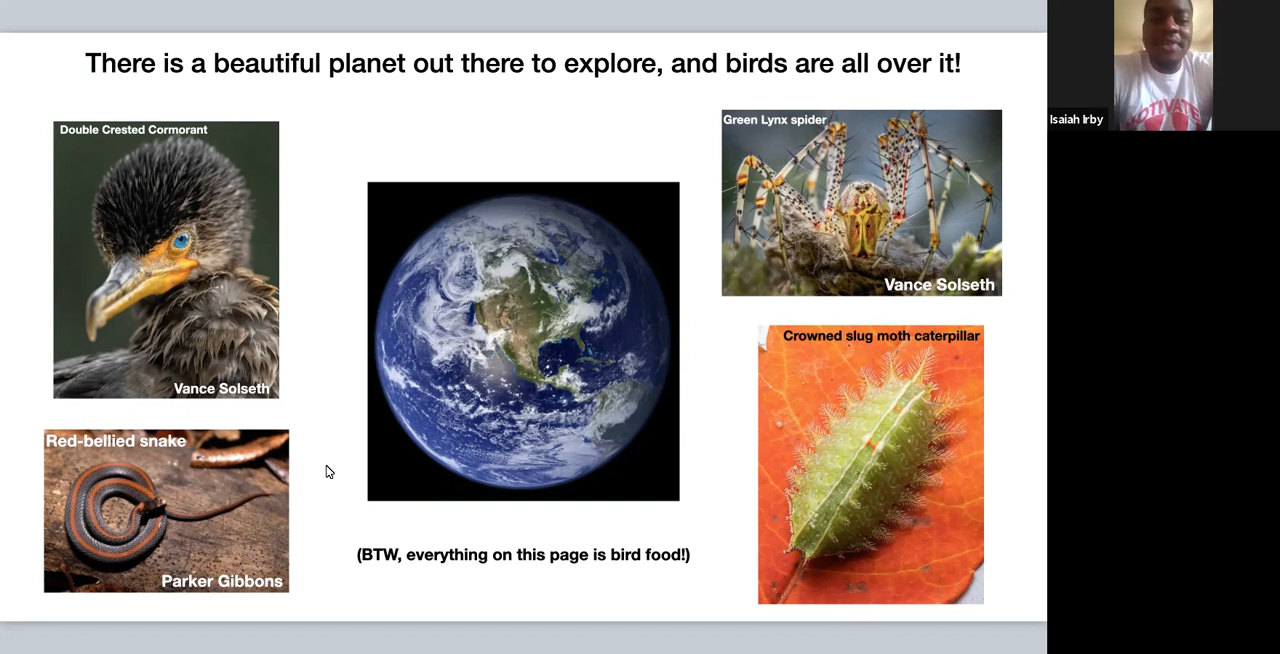 There is a beautiful planet out there to explore, and birds are all over it!
Double Crested Cormorant
Vance Solseth
Red-bellied snake
Parker Gibbons
(BTW, everything on this page is bird food!)
Green Lynx spider
Vance Solseth
Crowned slug moth caterpillar
Isaiah Irby
MOTIVATE